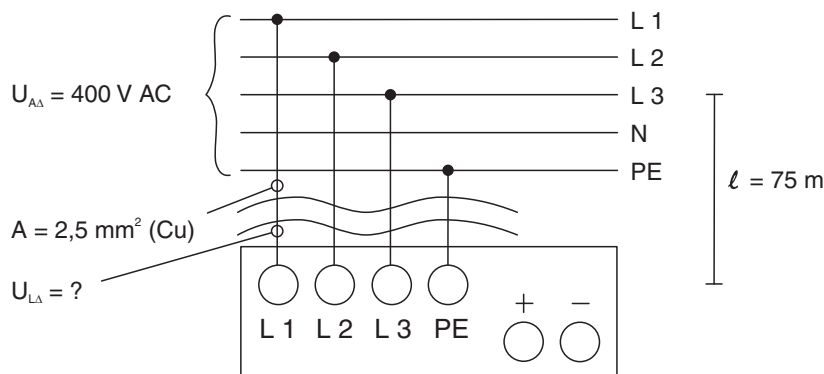 L 1
L 2
U_AΔ = 400 V AC
L 3
N
PE
ℓ = 75 m
A = 2,5 mm² (Cu)
U_LΔ = ?
L 1 L 2 L 3 PE
+ −